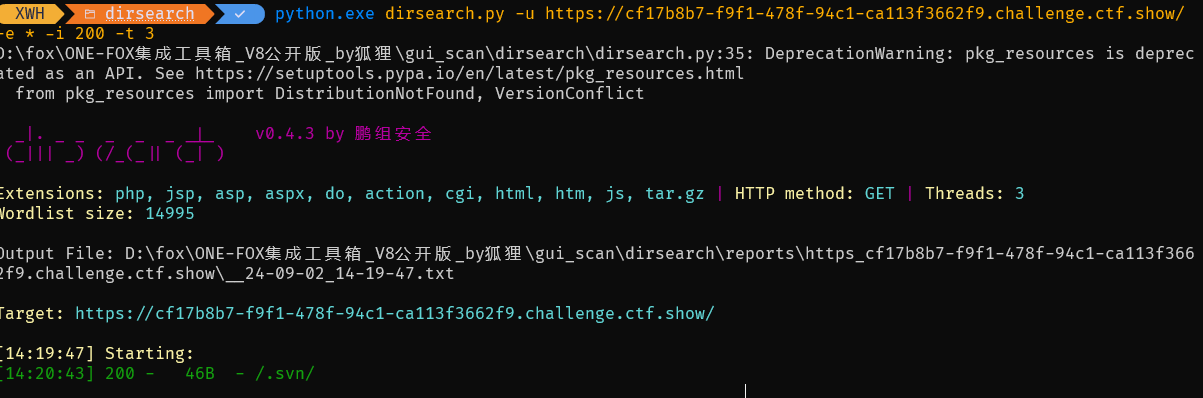 XWH dirsearch ✓ python.exe dirsearch.py -u https://cf17b8b7-f9f1-478f-94c1-ca113f3662f9.challenge.ctf.show/
-e * -i 200 -t 3
D:\fox\ONE-FOX集成工具箱_V8公开版_by狐狸\gui_scan\dirsearch\dirsearch.py:35: DeprecationWarning: pkg_resources is deprec
ated as an API. See https://setuptools.pypa.io/en/latest/pkg_resources.html
from pkg_resources import DistributionNotFound, VersionConflict
_|. _ _  _  _  _ _|_    v0.4.3 by 鹏组安全
(_||| _) (/_(_|| (_| )
Extensions: php, jsp, asp, aspx, do, action, cgi, html, htm, js, tar.gz | HTTP method: GET | Threads: 3
Wordlist size: 14995
Output File: D:\fox\ONE-FOX集成工具箱_V8公开版_by狐狸\gui_scan\dirsearch\reports\https_cf17b8b7-f9f1-478f-94c1-ca113f366
2f9.challenge.ctf.show\__24-09-02_14-19-47.txt
Target: https://cf17b8b7-f9f1-478f-94c1-ca113f3662f9.challenge.ctf.show/
[14:19:47] Starting:
[14:20:43] 200 -   46B  - /.svn/